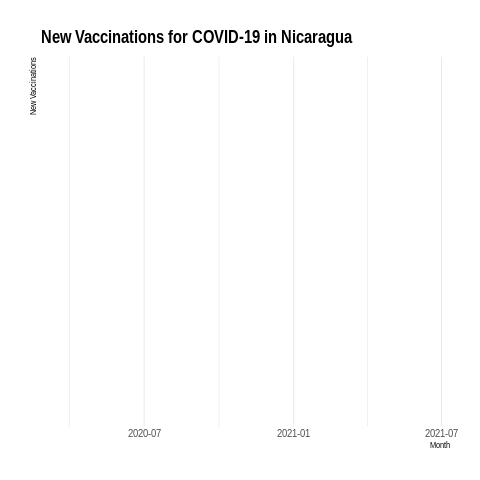 New Vaccinations for COVID-19 in Nicaragua
New Vaccinations
2020-07
2021-01
2021-07
Month